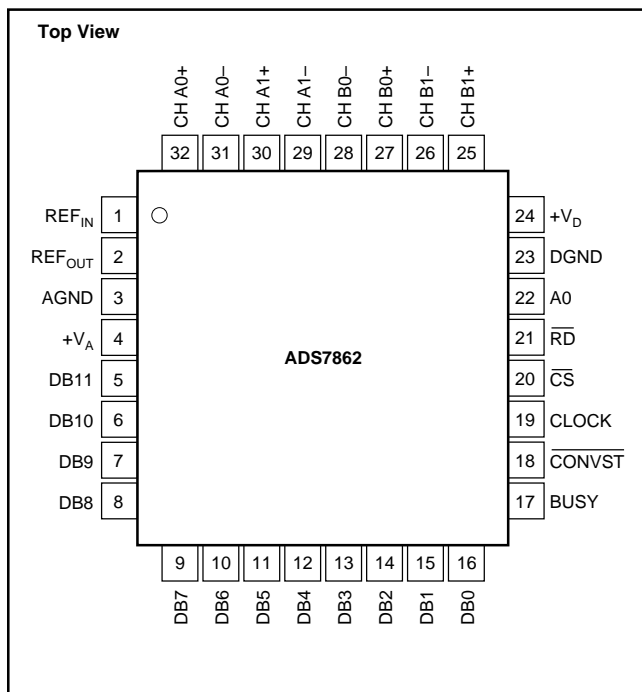 Top View
CH A0+
CH A0–
CH A1+
CH A1–
CH B0–
CH B0+
CH B1–
CH B1+
32 31 30 29 28 27 26 25
REF_IN 1
REF_OUT 2
AGND 3
+V_A 4
DB11 5
DB10 6
DB9 7
DB8 8
ADS7862
24 +V_D
23 DGND
22 A0
21 R̅D̅
20 C̅S̅
19 CLOCK
18 C̅O̅N̅V̅S̅T̅
17 BUSY
9 10 11 12 13 14 15 16
DB7
DB6
DB5
DB4
DB3
DB2
DB1
DB0